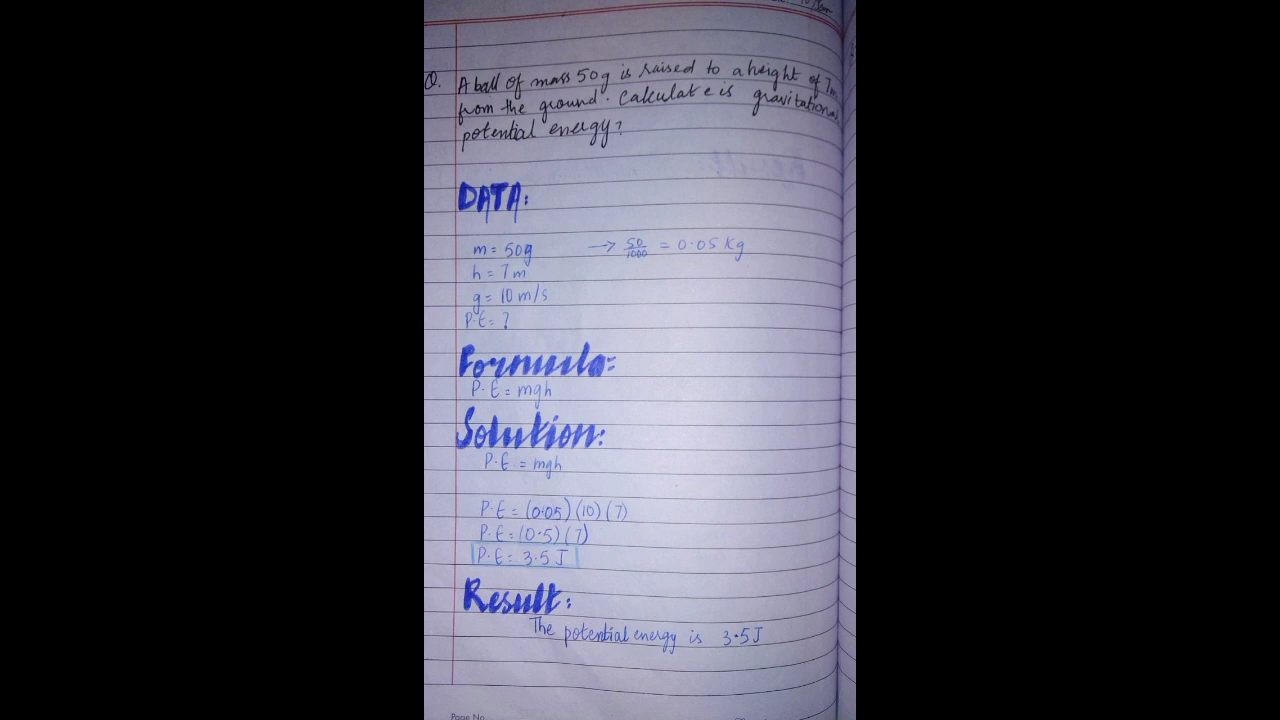 Q. A ball of mass 50g is raised to a height of 7m
from the ground. Calculate is gravitational
potential energy?
DATA:
m = 50g → 50/1000 = 0.05 Kg
h = 7m
g = 10 m/s
P.E = ?
Formula:
P.E = mgh
Solution:
P.E = mgh
P.E = (0.05) (10) (7)
P.E = (0.5) (7)
P.E = 3.5 J
Result:
The potential energy is 3.5J
Page No.